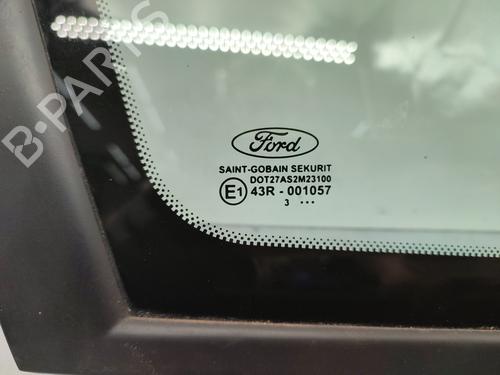 B-PARTS
Ford
SAINT-GOBAIN SEKURIT
DOT27AS2M23100
E1 43R - 001057
3 ...